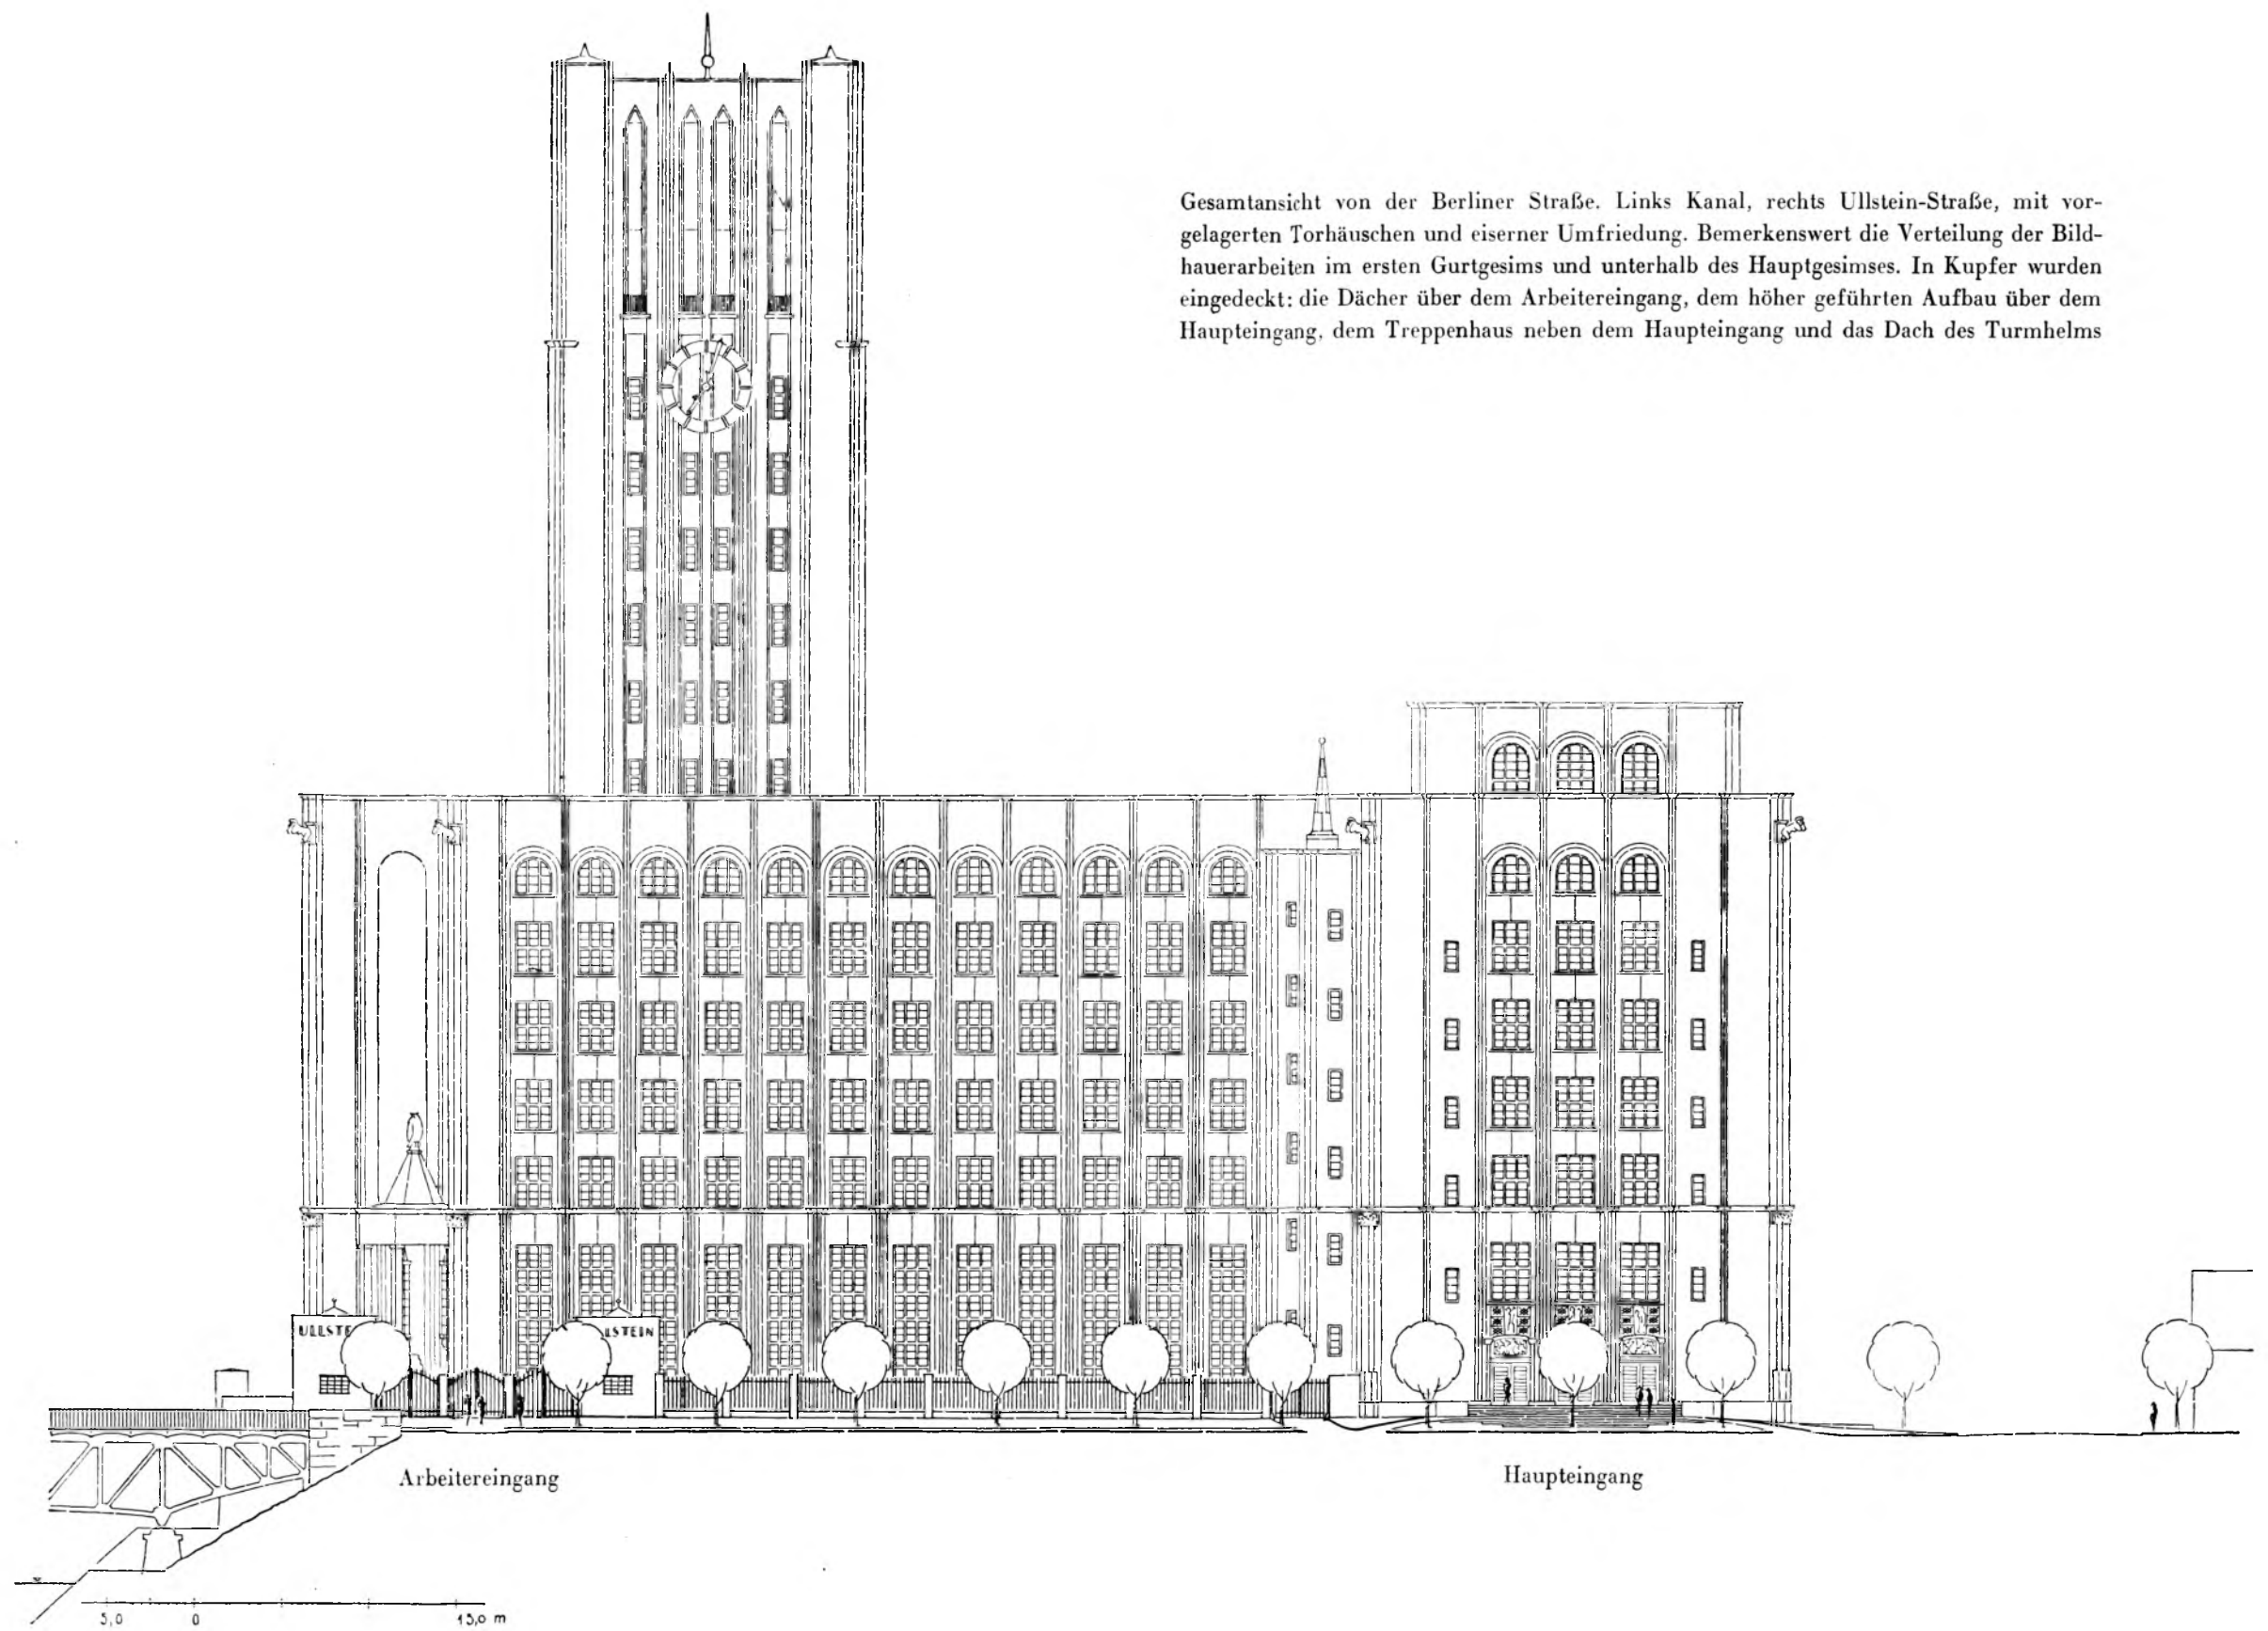 Gesamtansicht von der Berliner Straße. Links Kanal, rechts Ullstein-Straße, mit vor-
gelagerten Torhäuschen und eiserner Umfriedung. Bemerkenswert die Verteilung der Bild-
hauerarbeiten im ersten Gurtgesims und unterhalb des Hauptgesimses. In Kupfer wurden
eingedeckt: die Dächer über dem Arbeitereingang, dem höher geführten Aufbau über dem
Haupteingang, dem Treppenhaus neben dem Haupteingang und das Dach des Turmhelms
ULLSTE
LSTEIN
Arbeitereingang
Haupteingang
5,0 0 15,0 m